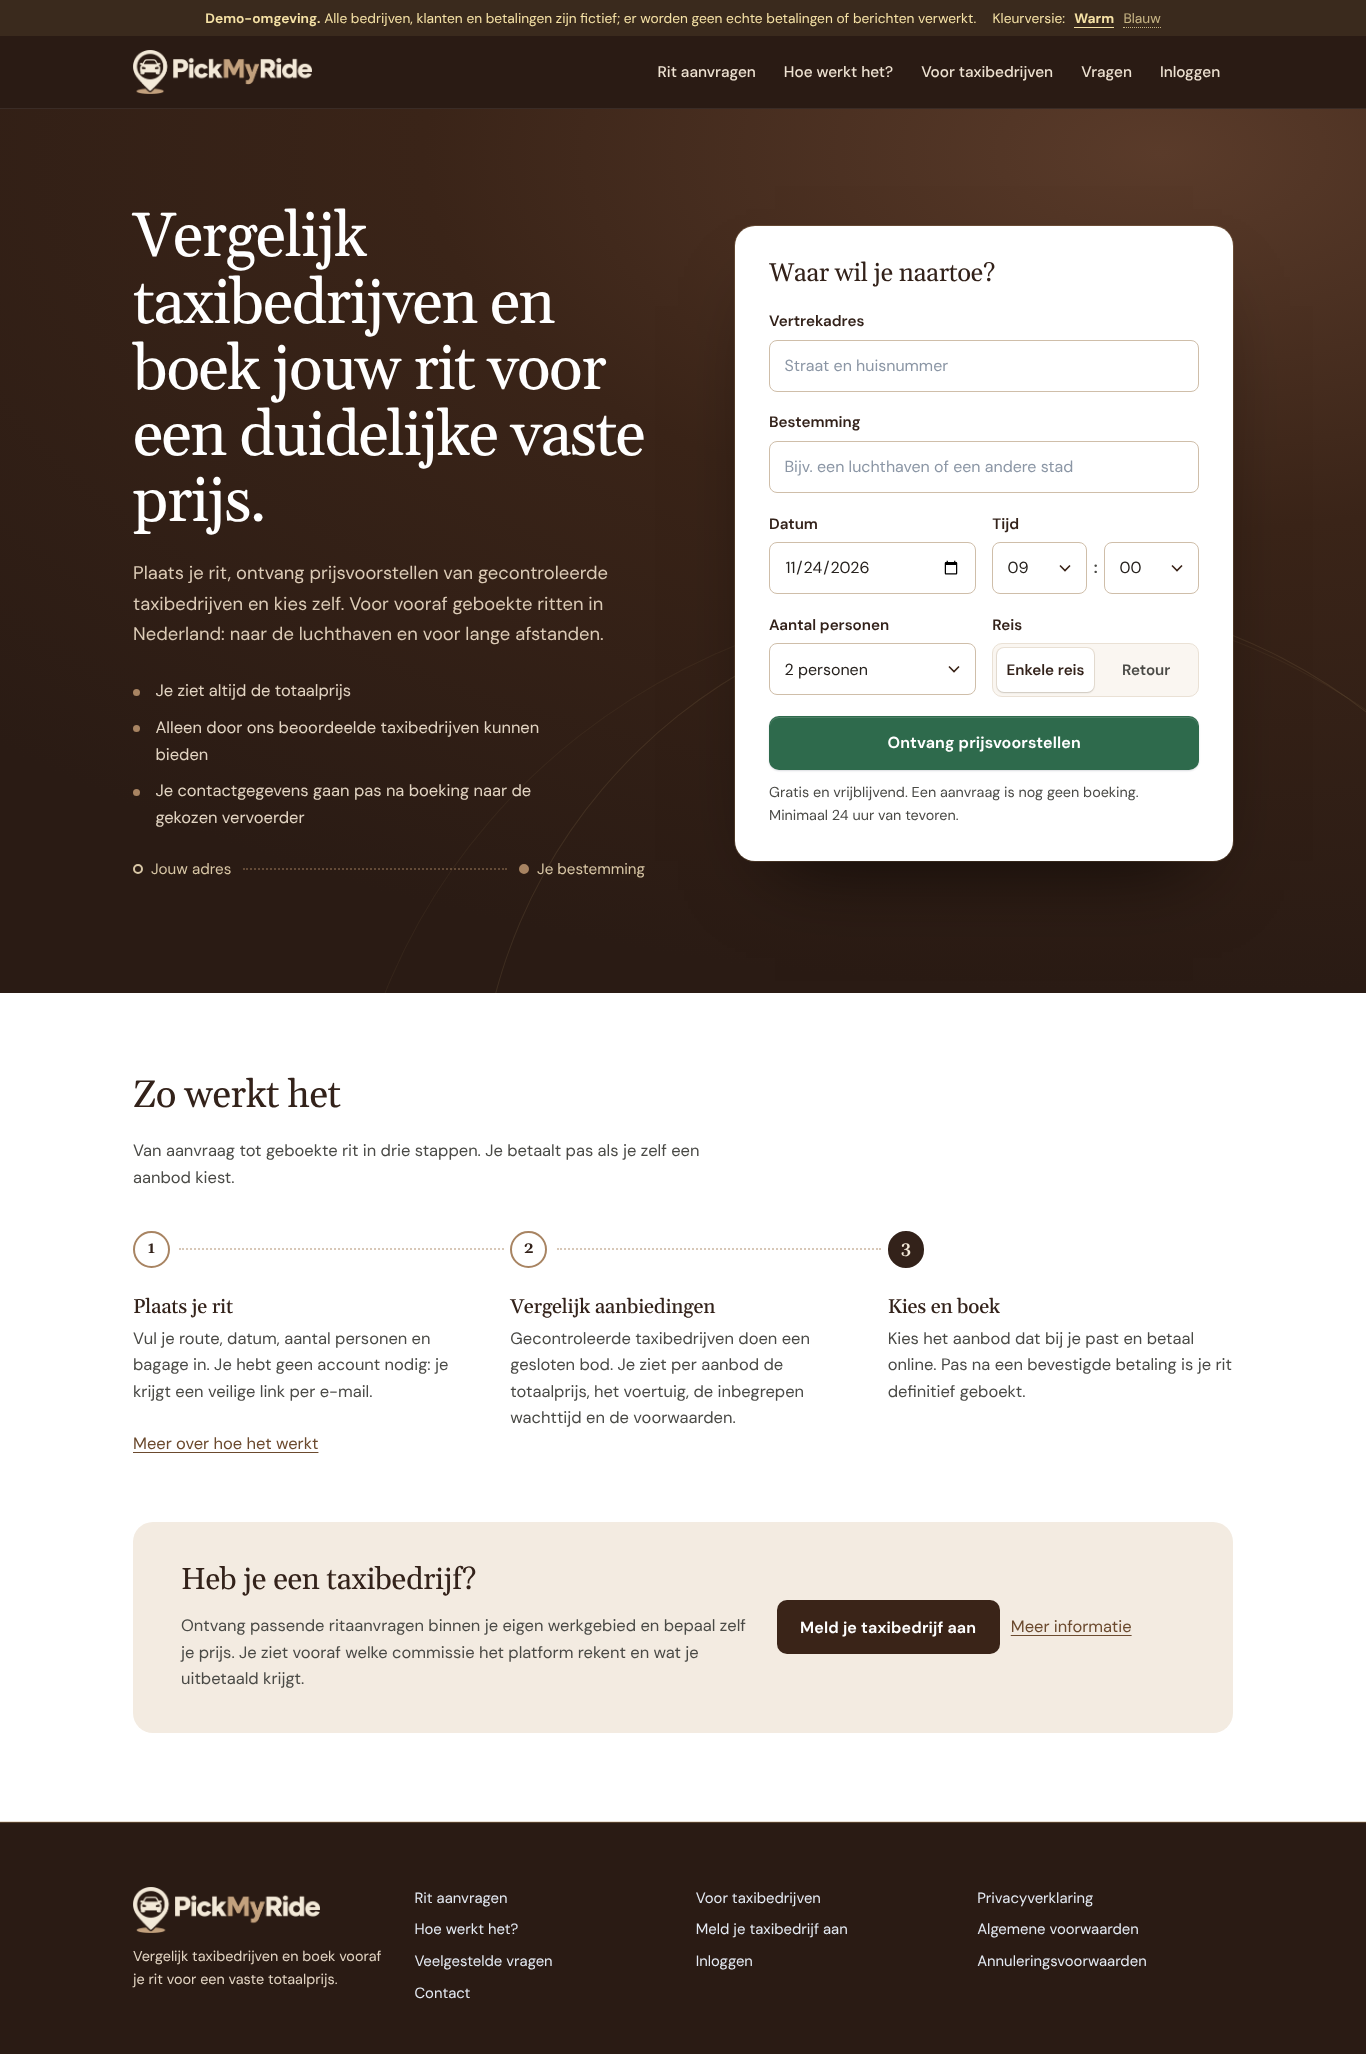 Demo-omgeving. Alle bedrijven, klanten en betalingen zijn fictief; er worden geen echte betalingen of berichten verwerkt. Kleurversie: Warm Blauw
PickMyRide
Rit aanvragen Hoe werkt het? Voor taxibedrijven Vragen Inloggen
Vergelijk
taxibedrijven en
boek jouw rit voor
een duidelijke vaste
prijs.
Plaats je rit, ontvang prijsvoorstellen van gecontroleerde
taxibedrijven en kies zelf. Voor vooraf geboekte ritten in
Nederland: naar de luchthaven en voor lange afstanden.
Je ziet altijd de totaalprijs
Alleen door ons beoordeelde taxibedrijven kunnen
bieden
Je contactgegevens gaan pas na boeking naar de
gekozen vervoerder
Jouw adres Je bestemming
Waar wil je naartoe?
Vertrekadres
Straat en huisnummer
Bestemming
Bijv. een luchthaven of een andere stad
Datum Tijd
11/24/2026 09 : 00
Aantal personen Reis
2 personen Enkele reis Retour
Ontvang prijsvoorstellen
Gratis en vrijblijvend. Een aanvraag is nog geen boeking.
Minimaal 24 uur van tevoren.
Zo werkt het
Van aanvraag tot geboekte rit in drie stappen. Je betaalt pas als je zelf een
aanbod kiest.
1
Plaats je rit
Vul je route, datum, aantal personen en
bagage in. Je hebt geen account nodig: je
krijgt een veilige link per e-mail.
2
Vergelijk aanbiedingen
Gecontroleerde taxibedrijven doen een
gesloten bod. Je ziet per aanbod de
totaalprijs, het voertuig, de inbegrepen
wachttijd en de voorwaarden.
3
Kies en boek
Kies het aanbod dat bij je past en betaal
online. Pas na een bevestigde betaling is je rit
definitief geboekt.
Meer over hoe het werkt
Heb je een taxibedrijf?
Ontvang passende ritaanvragen binnen je eigen werkgebied en bepaal zelf
je prijs. Je ziet vooraf welke commissie het platform rekent en wat je
uitbetaald krijgt.
Meld je taxibedrijf aan Meer informatie
PickMyRide
Vergelijk taxibedrijven en boek vooraf
je rit voor een vaste totaalprijs.
Rit aanvragen
Hoe werkt het?
Veelgestelde vragen
Contact
Voor taxibedrijven
Meld je taxibedrijf aan
Inloggen
Privacyverklaring
Algemene voorwaarden
Annuleringsvoorwaarden